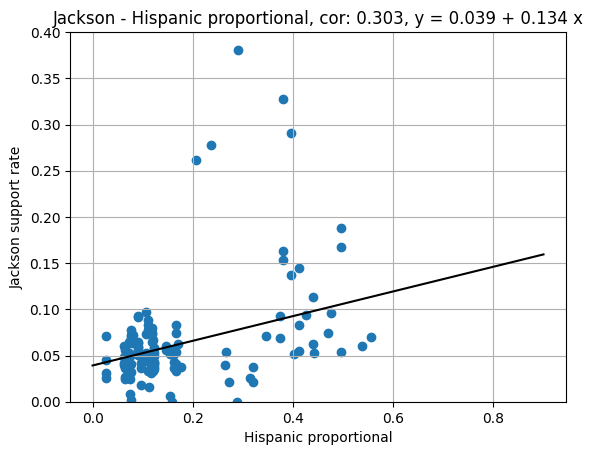 Jackson - Hispanic proportional, cor: 0.303, y = 0.039 + 0.134 x
0.40
0.35
0.30
0.25
0.20
0.15
0.10
0.05
0.00
Jackson support rate
0.0 0.2 0.4 0.6 0.8
Hispanic proportional